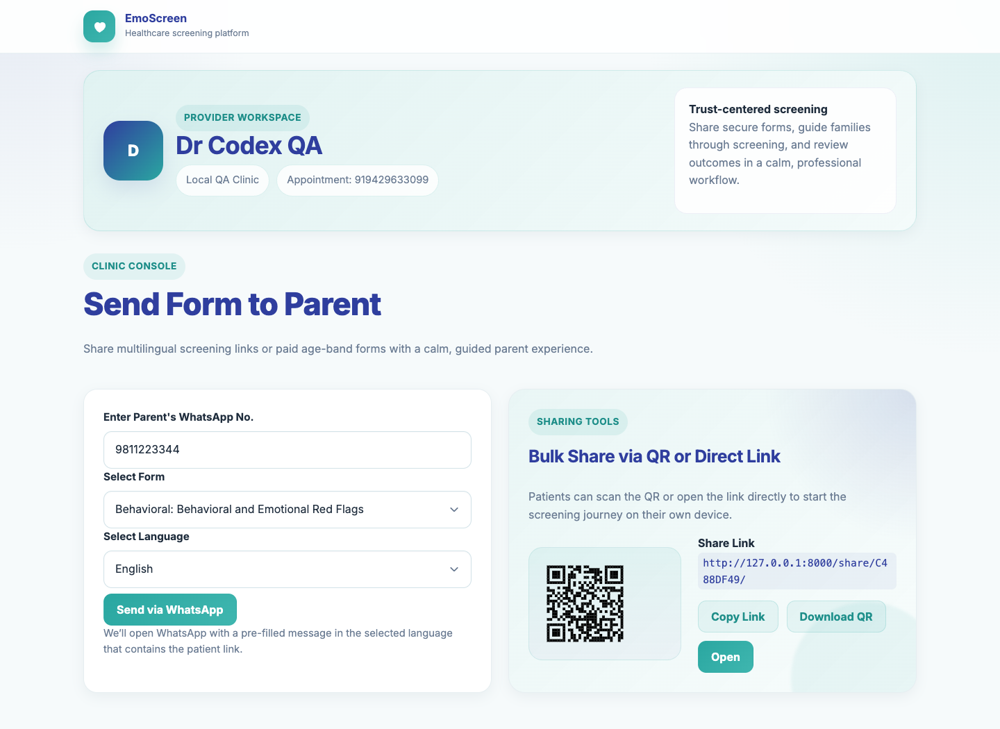 EmoScreen
Healthcare screening platform
PROVIDER WORKSPACE
D
Dr Codex QA
Local QA Clinic
Appointment: 919429633099
Trust-centered screening
Share secure forms, guide families
through screening, and review
outcomes in a calm, professional
workflow.
CLINIC CONSOLE
Send Form to Parent
Share multilingual screening links or paid age-band forms with a calm, guided parent experience.
Enter Parent's WhatsApp No.
9811223344
Select Form
Behavioral: Behavioral and Emotional Red Flags
Select Language
English
Send via WhatsApp
We’ll open WhatsApp with a pre-filled message in the selected language
that contains the patient link.
SHARING TOOLS
Bulk Share via QR or Direct Link
Patients can scan the QR or open the link directly to start the
screening journey on their own device.
Share Link
http://127.0.0.1:8000/share/C4
88DF49/
Copy Link
Download QR
Open